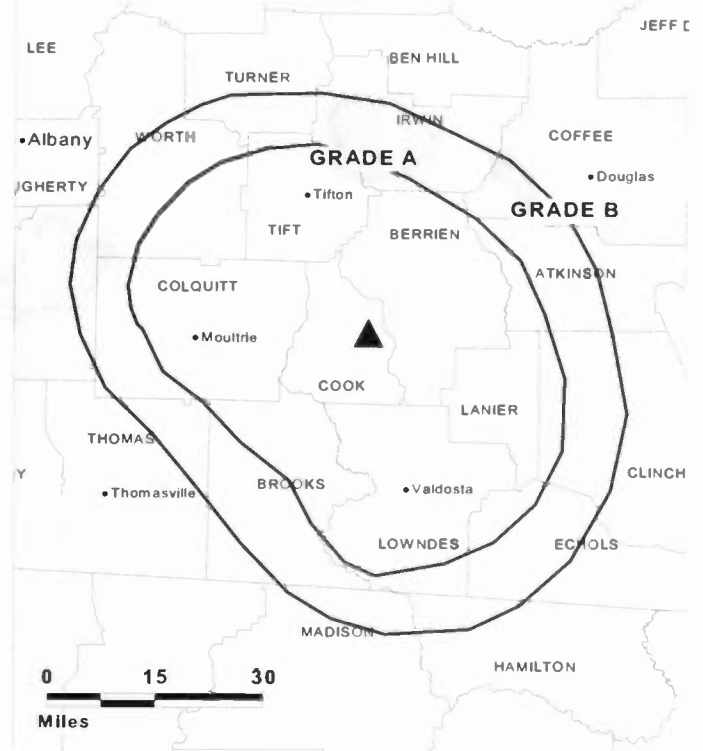 JEFF D
LEE
BEN HILL
TURNER
IRWIN
WORTH
COFFEE
Albany
GRADE A
Douglas
UGHERTY
Tifton
GRADE B
TIFT
BERRIEN
ATKINSON
COLQUITT
Moultrie
COOK
LANIER
THOMAS
Y
CLINCH
BROOKS
Thomasville
Valdosta
LOWNDES
ECHOLS
MADISON
HAMILTON
0 15 30
Miles